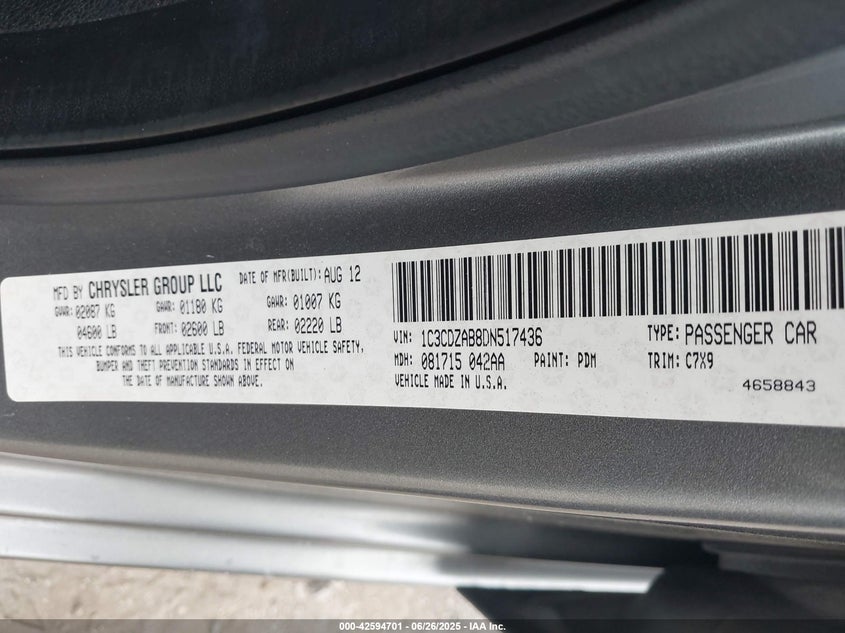 MFD BY CHRYSLER GROUP LLC DATE OF MFR(BUILT): AUG 12
GVWR: 02087 KG GAWR: 01180 KG GAWR: 01007 KG
04600 LB FRONT: 02600 LB REAR: 02220 LB
THIS VEHICLE CONFORMS TO ALL APPLICABLE U.S.A. FEDERAL MOTOR VEHICLE SAFETY,
BUMPER AND THEFT PREVENTION STANDARDS IN EFFECT ON
THE DATE OF MANUFACTURE SHOWN ABOVE.
VIN: 1C3CDZAB8DN517436 TYPE: PASSENGER CAR
MDH: 081715 042AA PAINT: PDM TRIM: C7X9
VEHICLE MADE IN U.S.A. 4658843
000-42594701 - 06/26/2025 - IAA Inc.